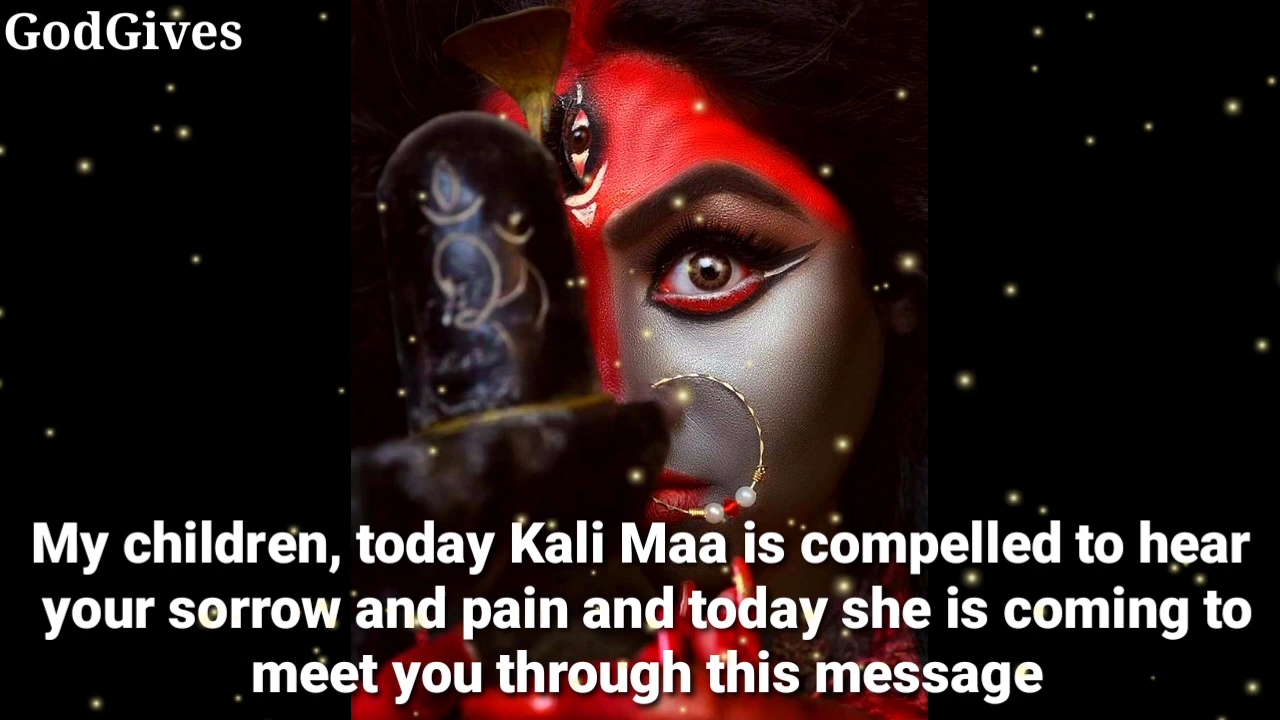 GodGives
My children, today Kali Maa is compelled to hear
your sorrow and pain and today she is coming to
meet you through this message